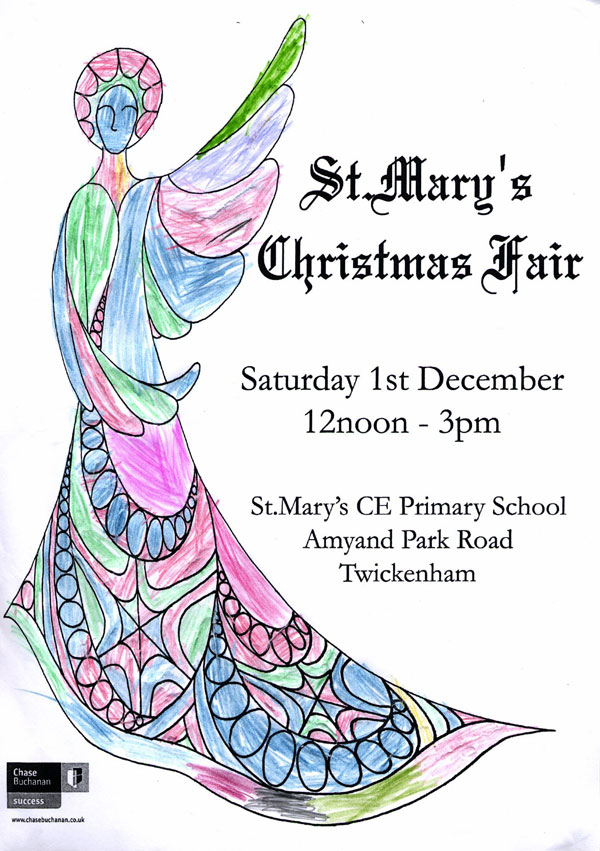 St.Mary's
Christmas Fair
Saturday 1st December
12noon - 3pm
St.Mary's CE Primary School
Amyand Park Road
Twickenham
Chase
Buchanan
success
www.chasebuchanan.co.uk